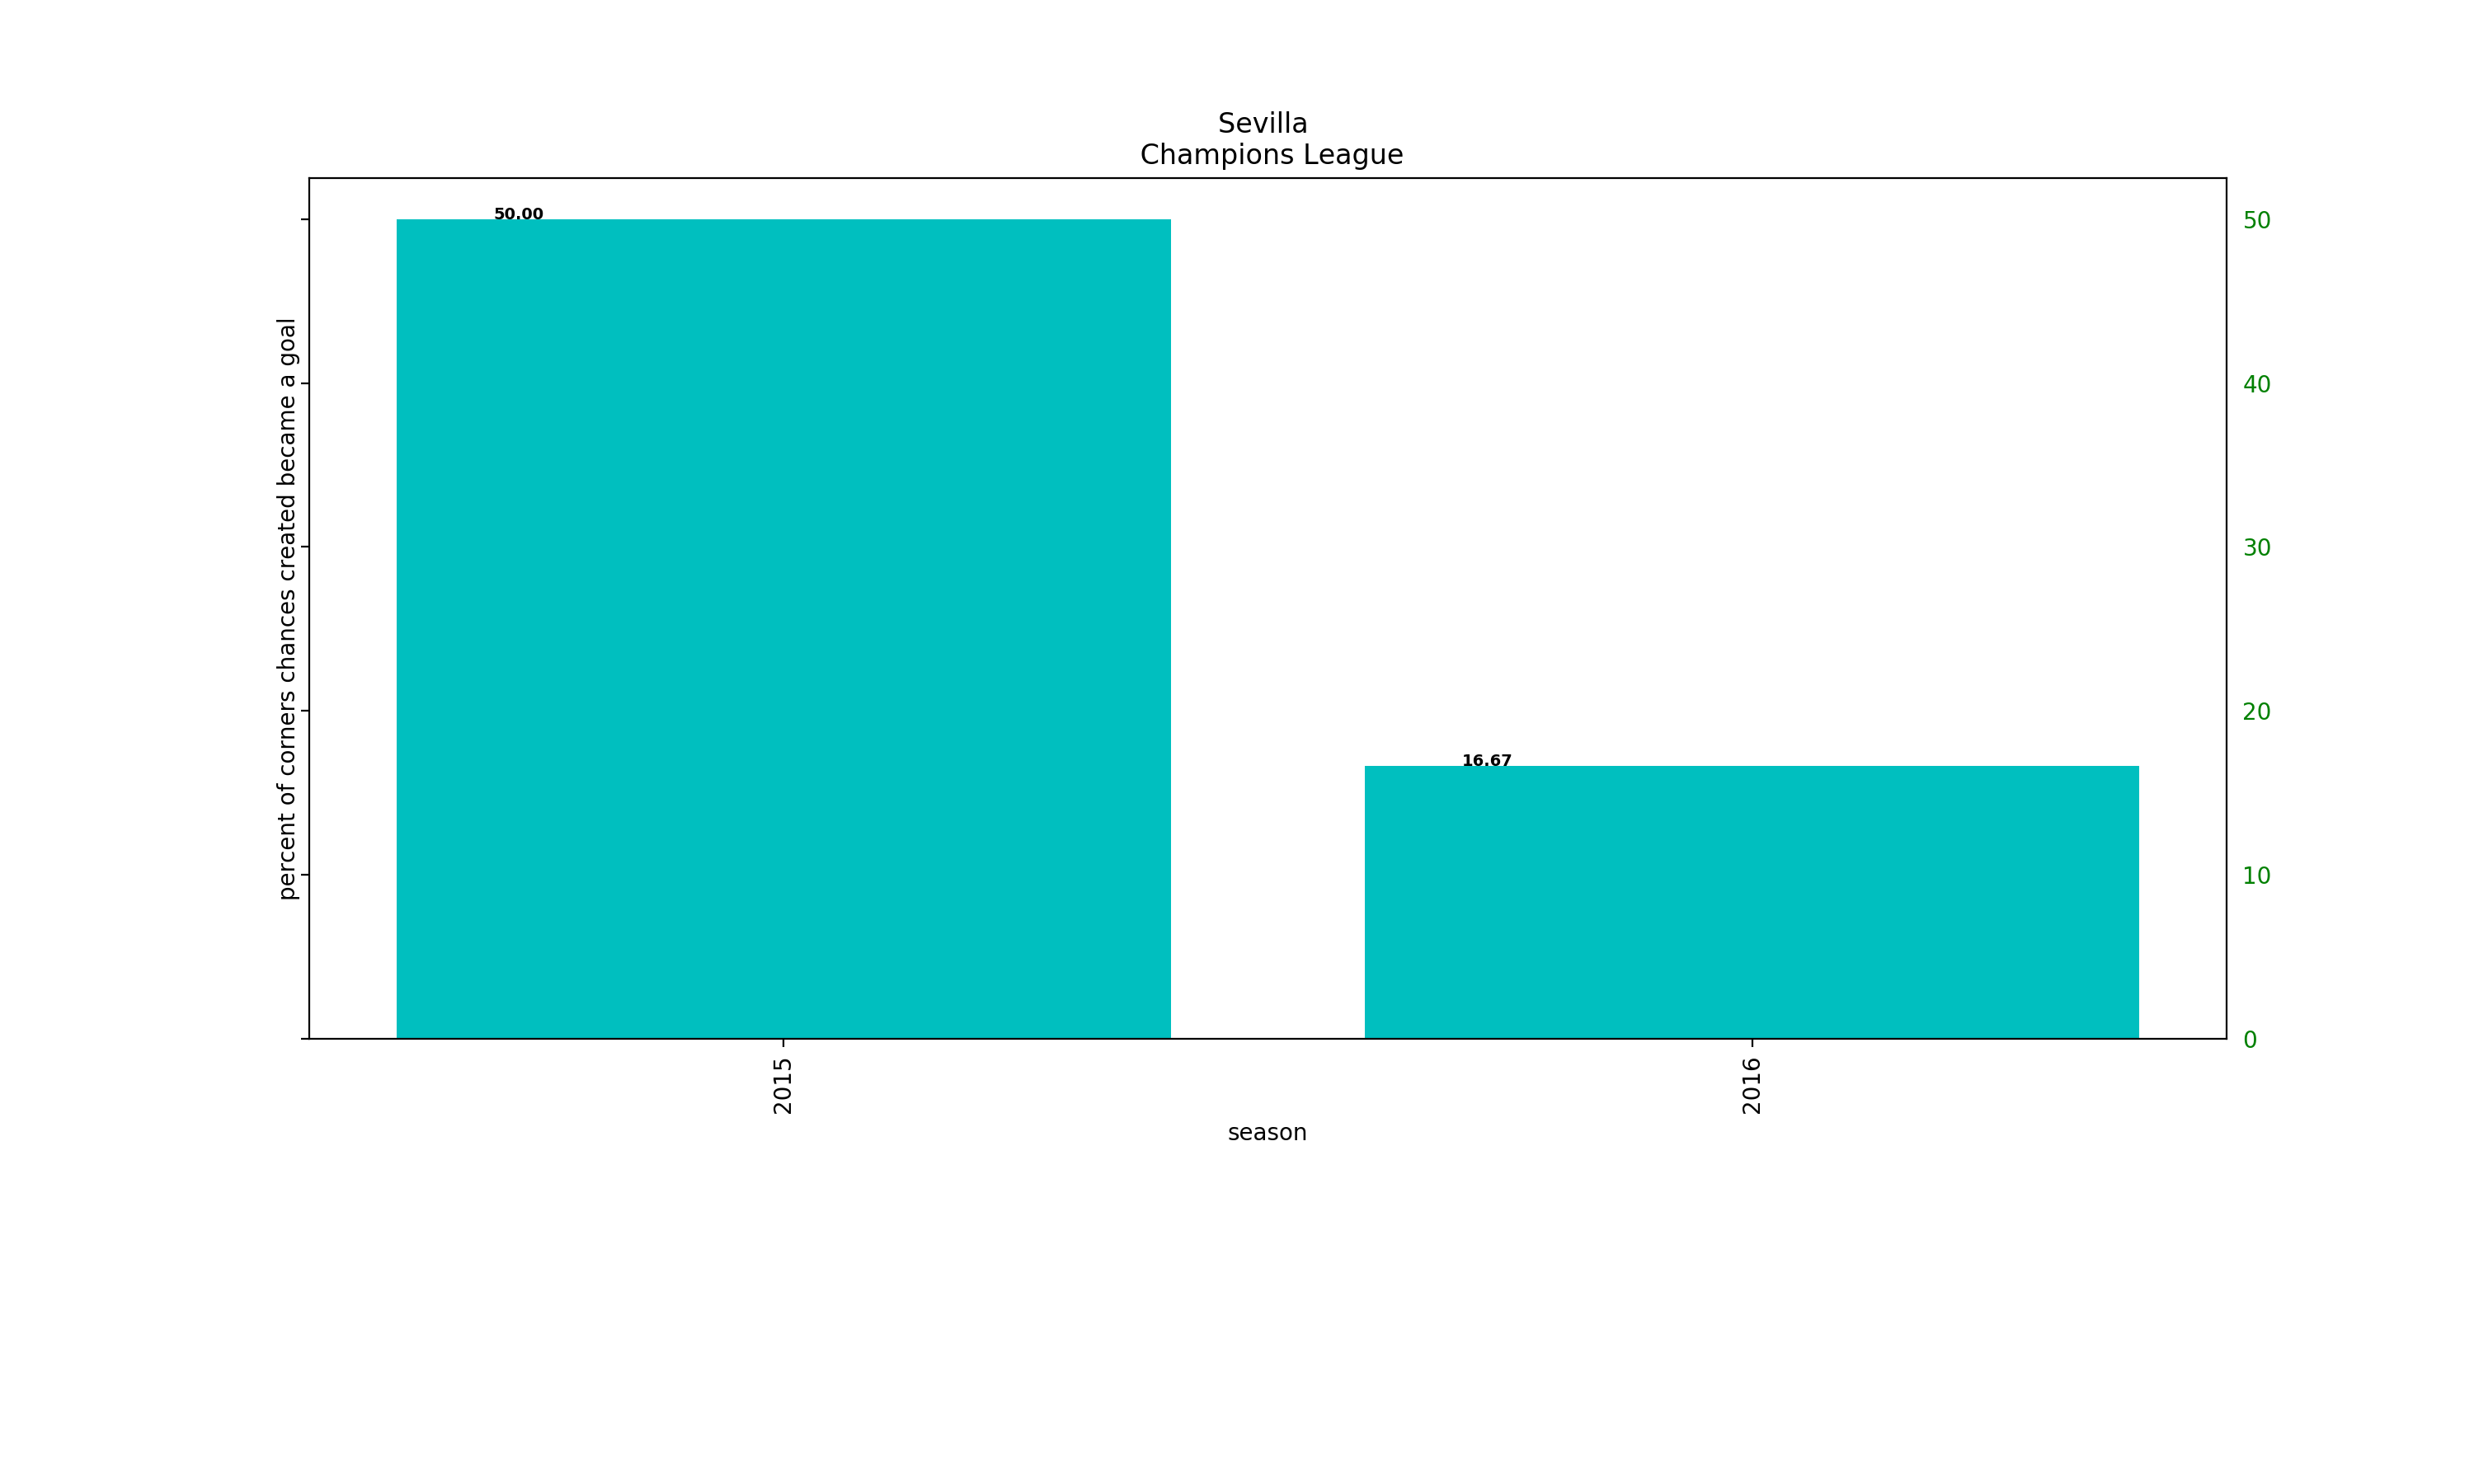 Sevilla
Champions League
percent of corners chances created became a goal
50.00
16.67
50
40
30
20
10
0
2015
2016
season